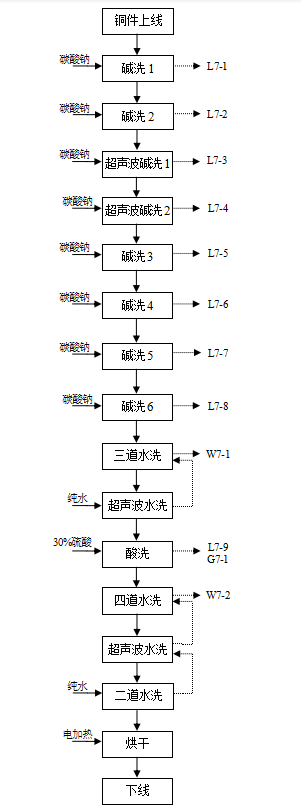 铜件上线
碳酸钠
碱洗1
L7-1
碳酸钠
碱洗2
L7-2
碳酸钠
超声波碱洗1
L7-3
碳酸钠
超声波碱洗2
L7-4
碳酸钠
碱洗3
L7-5
碳酸钠
碱洗4
L7-6
碳酸钠
碱洗5
L7-7
碳酸钠
碱洗6
L7-8
三道水洗
W7-1
纯水
超声波水洗
30%硫酸
酸洗
L7-9
G7-1
四道水洗
W7-2
超声波水洗
纯水
二道水洗
电加热
烘干
下线